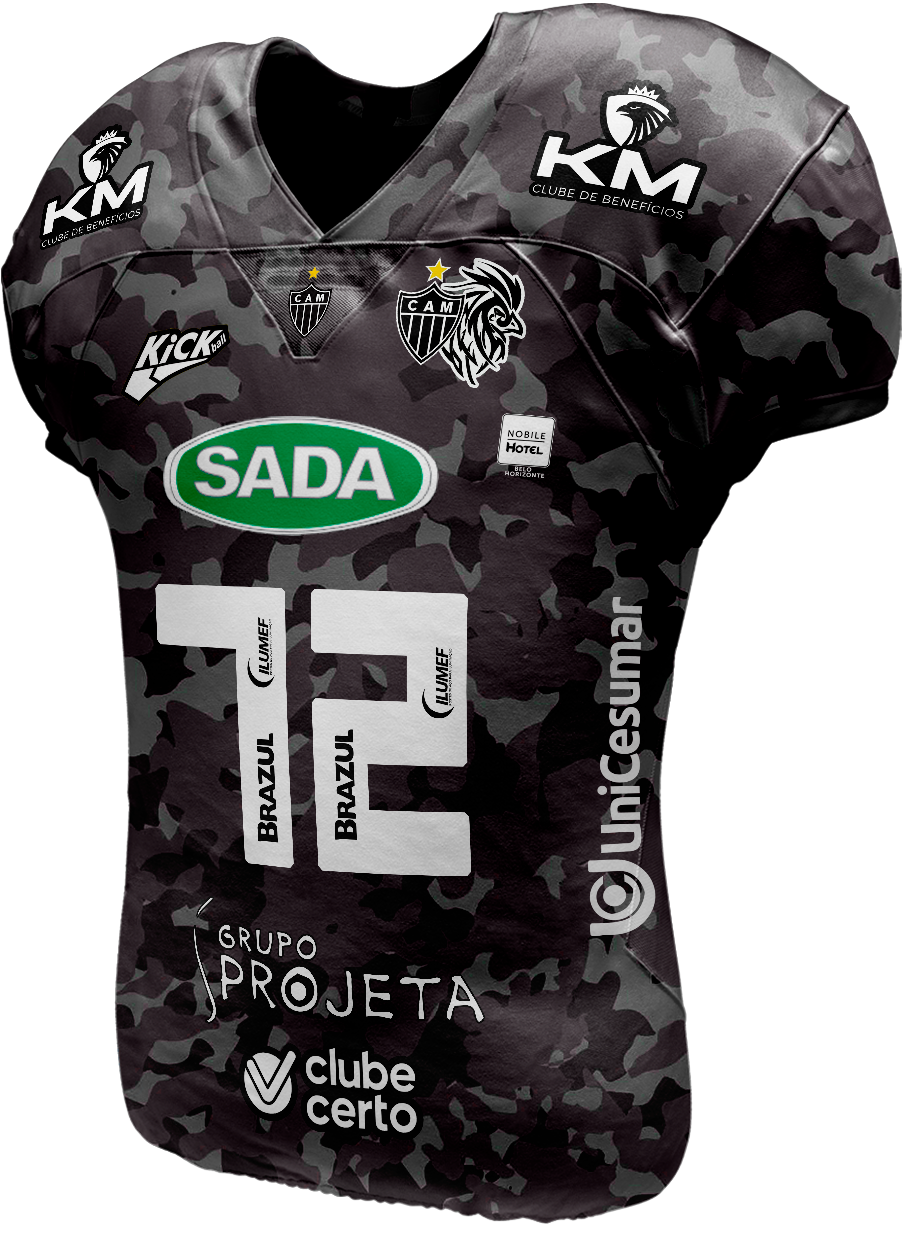 KM
CLUBE DE BENEFÍCIOS
KM
CLUBE DE BENEFÍCIOS
CAM
CAM
KiCK
ball
SADA
NOBILE
HOTEL
BELO
HORIZONTE
72
ILUMEF
ILUMEF
BRAZUL
BRAZUL
UniCesumar
GRUPO
PROJETA
clube
certo